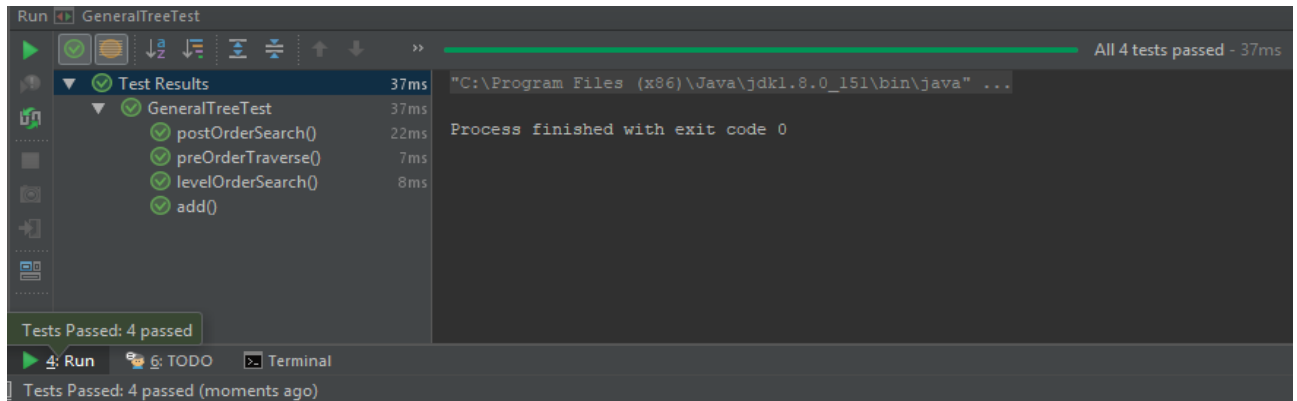 Run GeneralTreeTest
All 4 tests passed - 37ms
Test Results 37ms
GeneralTreeTest 37ms
postOrderSearch() 22ms
preOrderTraverse() 7ms
levelOrderSearch() 8ms
add()
"C:\Program Files (x86)\Java\jdk1.8.0_151\bin\java" ...
Process finished with exit code 0
Tests Passed: 4 passed
4: Run 6: TODO Terminal
Tests Passed: 4 passed (moments ago)